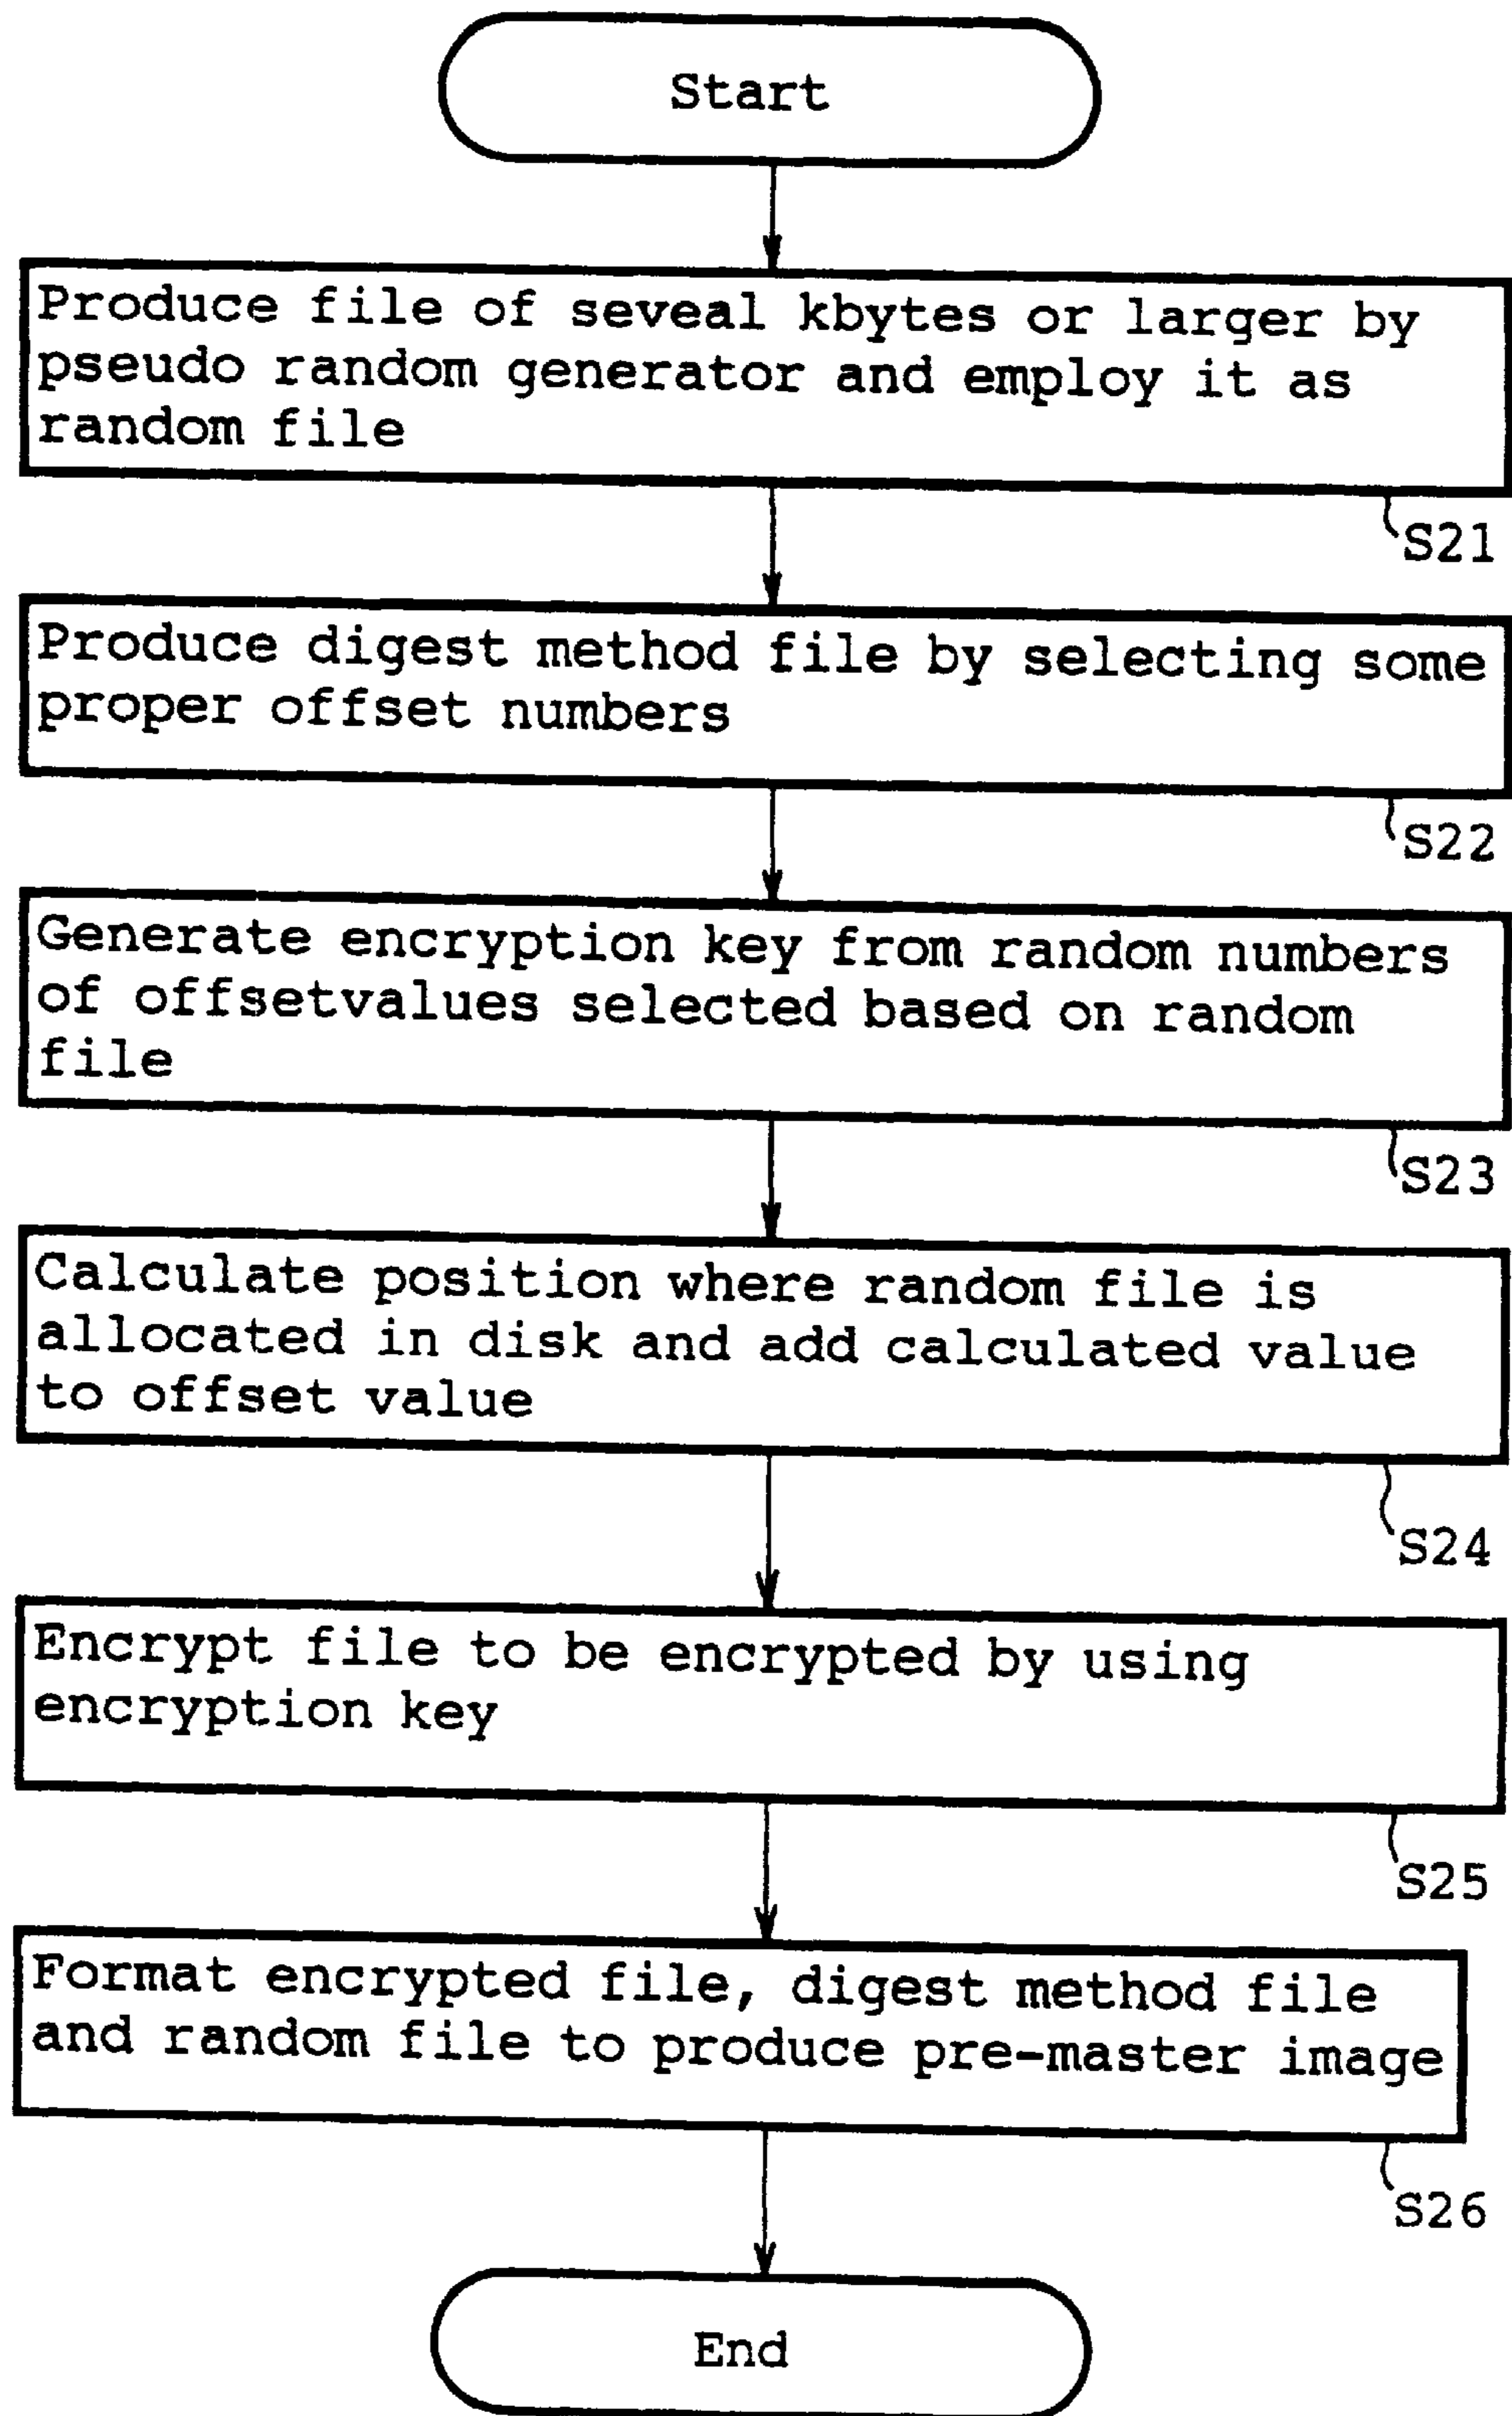 Start
Produce file of seveal kbytes or larger by
pseudo random generator and employ it as
random file
S21
Produce digest method file by selecting some
proper offset numbers
S22
Generate encryption key from random numbers
of offsetvalues selected based on random
file
S23
Calculate position where random file is
allocated in disk and add calculated value
to offset value
S24
Encrypt file to be encrypted by using
encryption key
S25
Format encrypted file, digest method file
and random file to produce pre-master image
S26
End